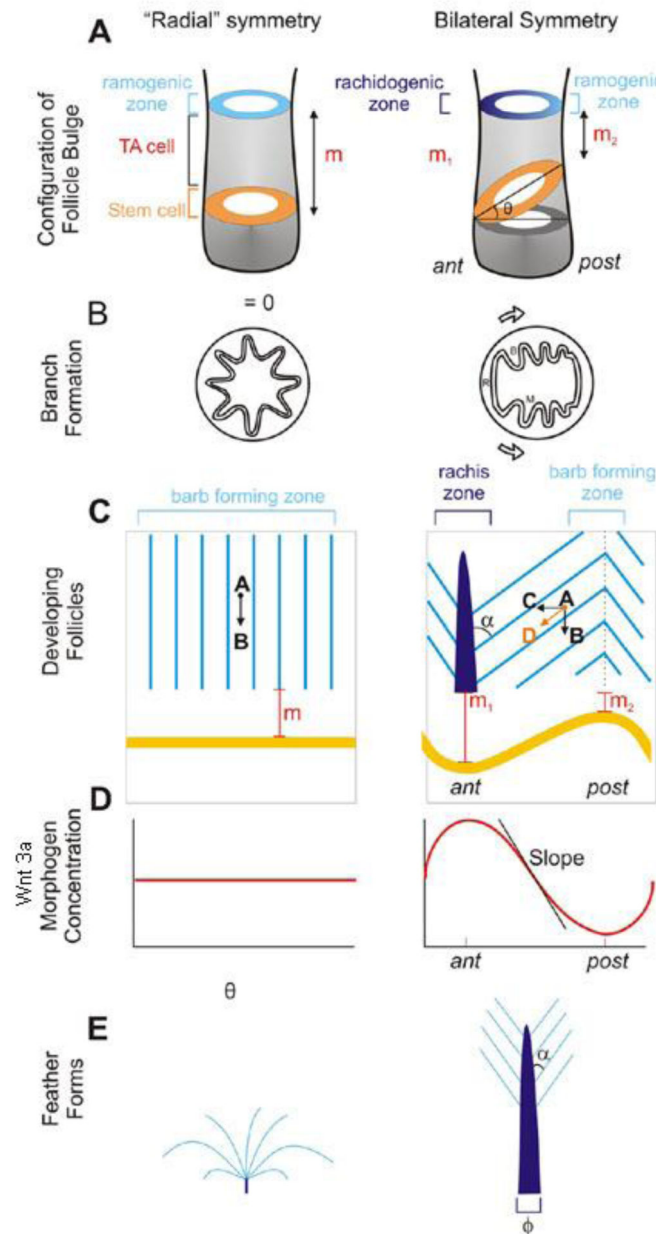 "Radial" symmetry
Bilateral Symmetry
A
Configuration of
Follicle Bulge
ramogenic
zone
TA cell
Stem cell
m
rachidogenic
zone
ramogenic
zone
m1
m2
θ
ant
post
= 0
B
Branch
Formation
R
B
M
C
Developing
Follicles
barb forming zone
A
B
m
rachis
zone
barb forming
zone
α
C
A
D
B
m1
m2
ant
post
D
Wnt 3a
Morphogen
Concentration
Slope
ant
post
θ
E
Feather
Forms
α
ϕ